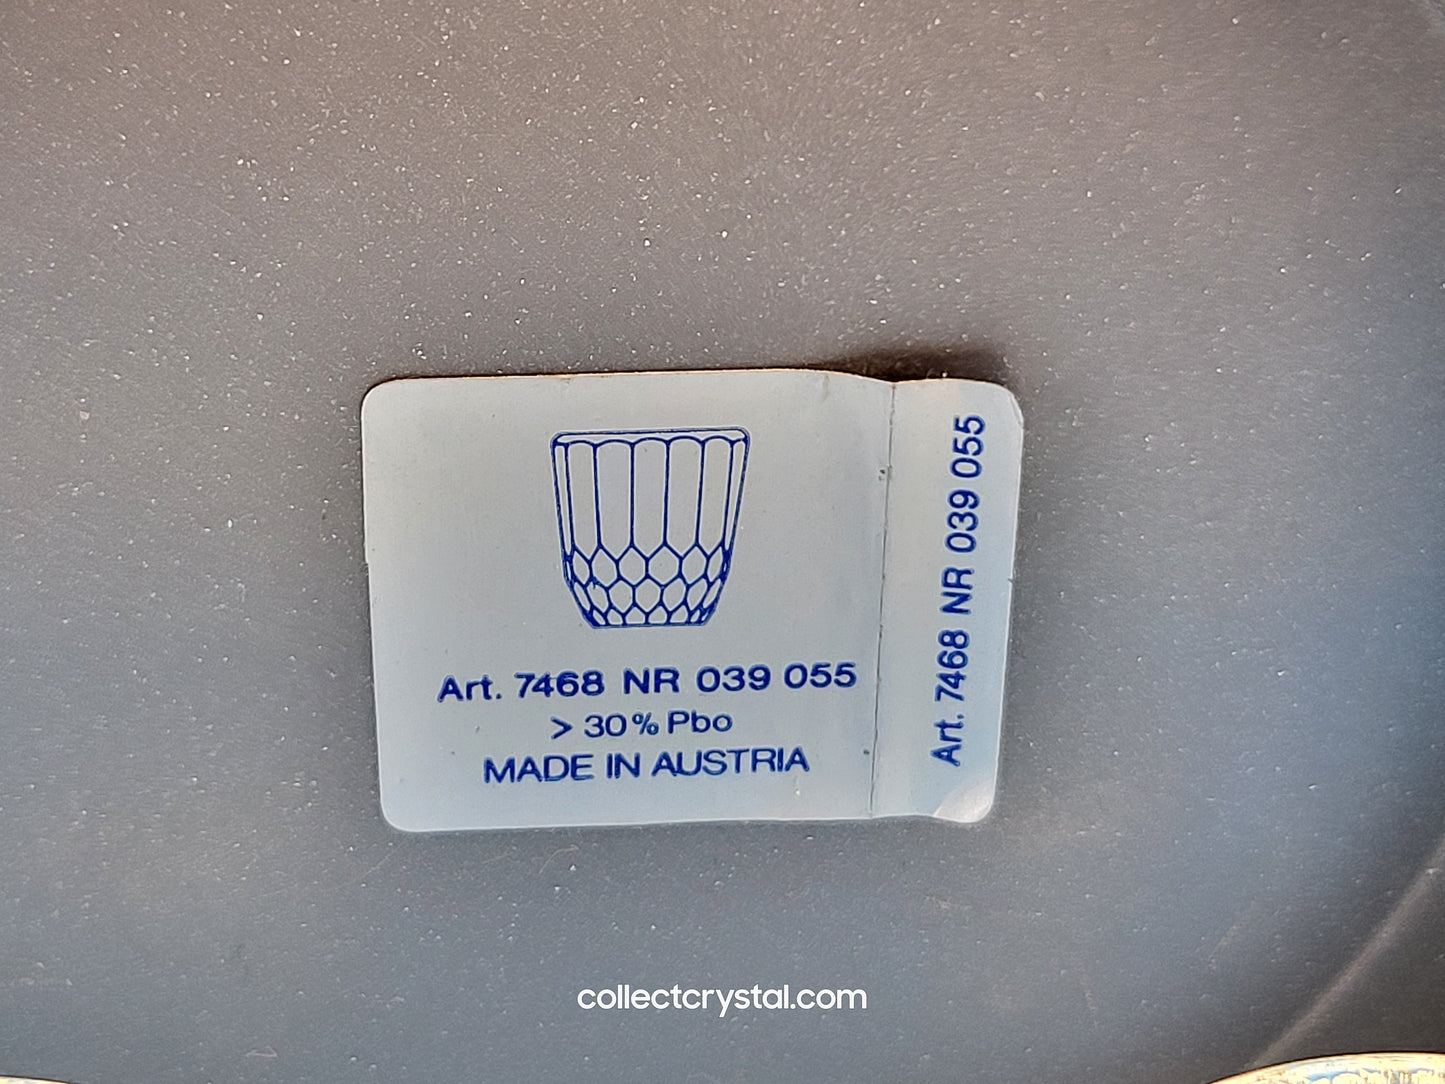 Art. 7468 NR 039 055
> 30% Pbo
MADE IN AUSTRIA
Art. 7468 NR 039 055
collectcrystal.com